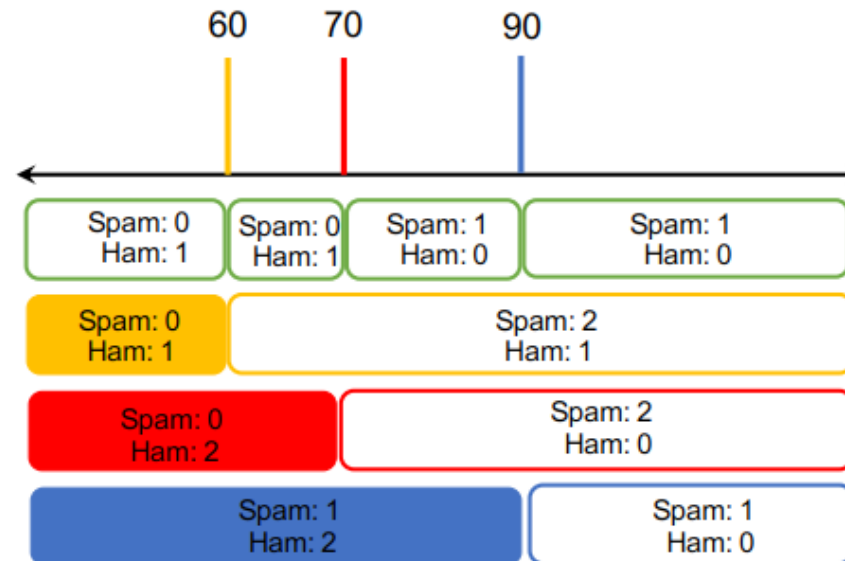 60 70 90
Spam: 0 Spam: 0 Spam: 1 Spam: 1
Ham: 1 Ham: 1 Ham: 0 Ham: 0
Spam: 0 Spam: 2
Ham: 1 Ham: 1
Spam: 0 Spam: 2
Ham: 2 Ham: 0
Spam: 1 Spam: 1
Ham: 2 Ham: 0